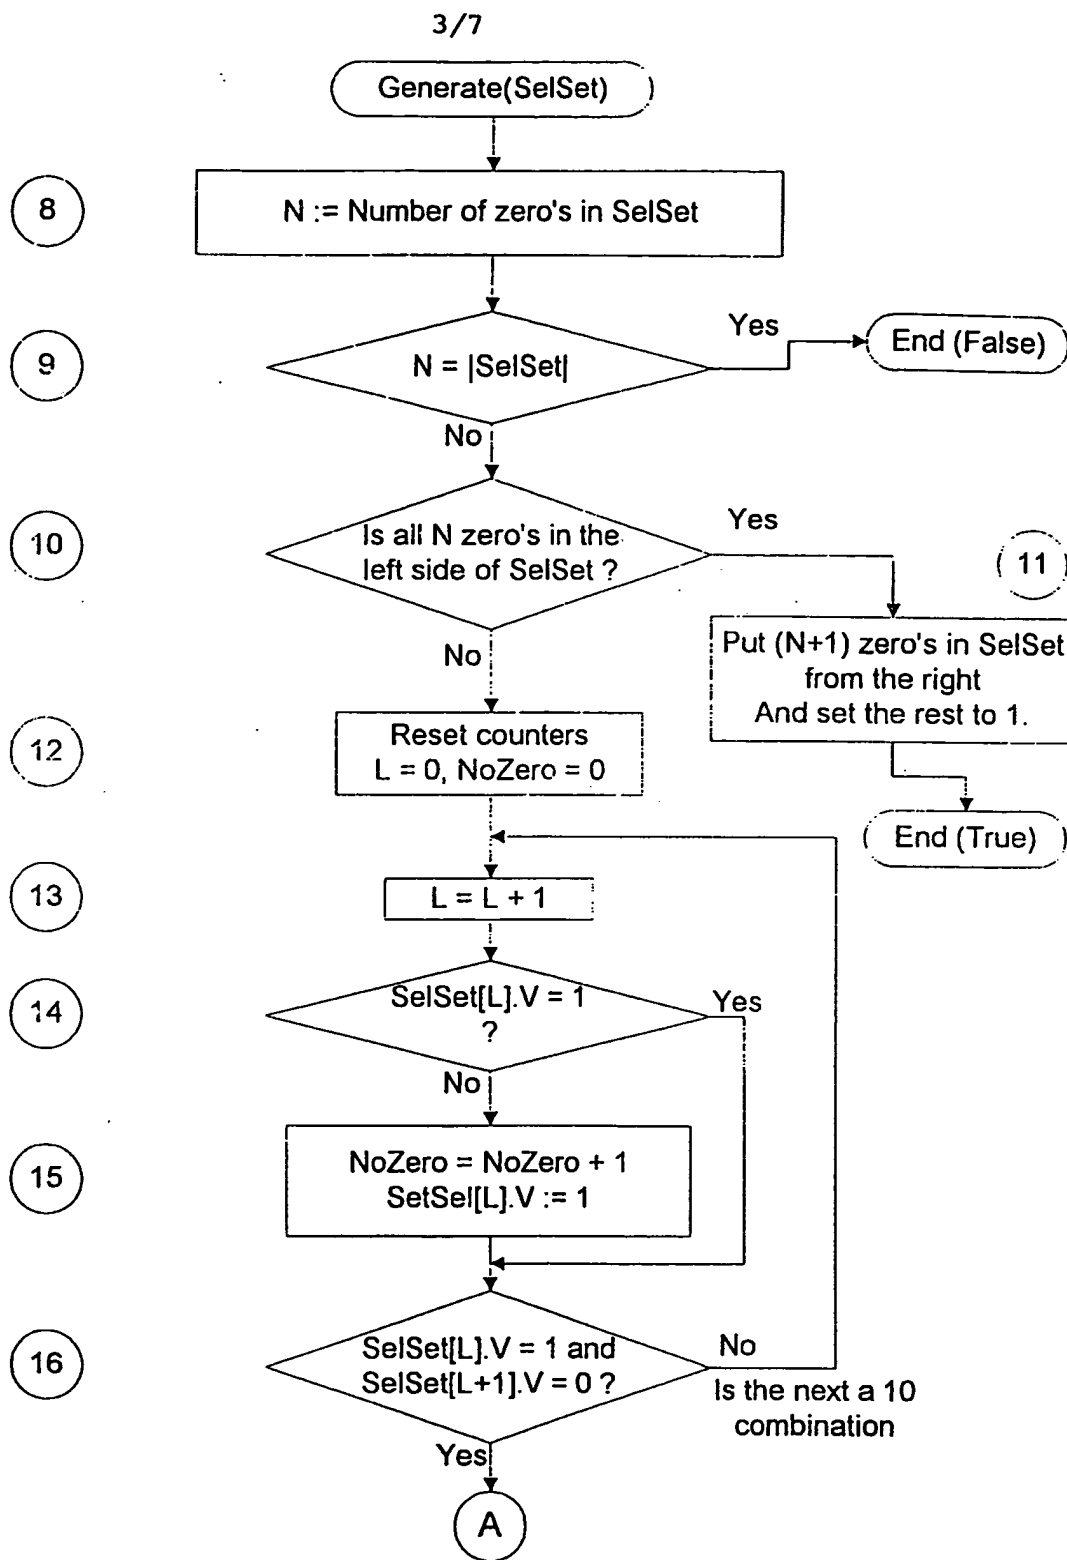 3/7
Generate(SelSet)
8
N := Number of zero's in SelSet
9
N = |SelSet|
Yes
End (False)
No
10
Is all N zero's in the
left side of SelSet ?
Yes
11
Put (N+1) zero's in SelSet
from the right
And set the rest to 1.
End (True)
No
12
Reset counters
L = 0, NoZero = 0
13
L = L + 1
14
SelSet[L].V = 1
?
Yes
No
15
NoZero = NoZero + 1
SetSel[L].V := 1
16
SelSet[L].V = 1 and
SelSet[L+1].V = 0 ?
No
Is the next a 10
combination
Yes
A